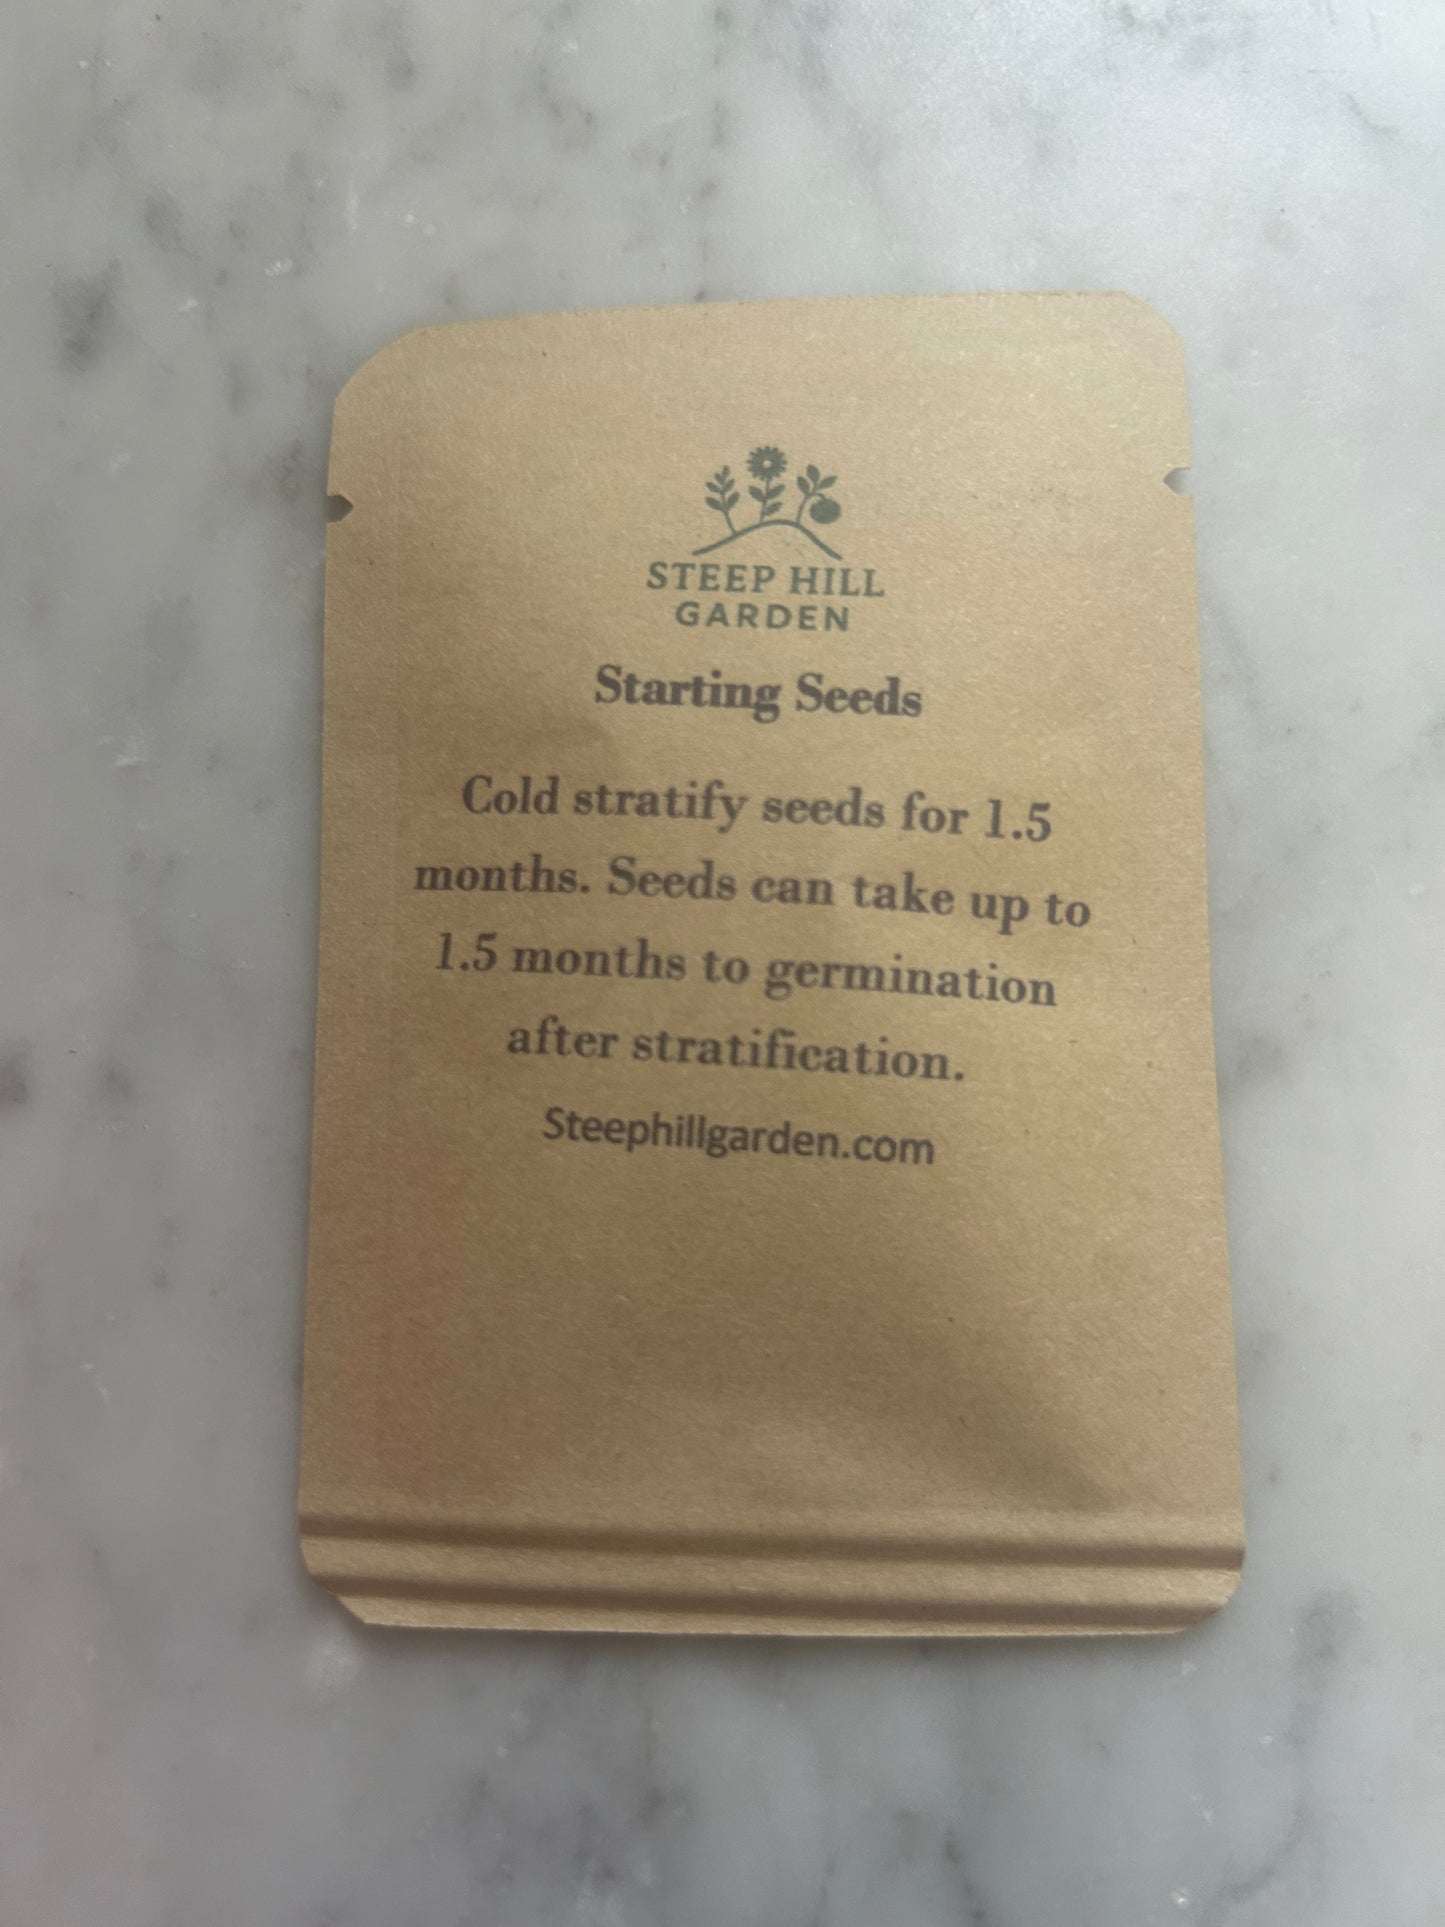 STEEP HILL
GARDEN
Starting Seeds
Cold stratify seeds for 1.5
months. Seeds can take up to
1.5 months to germination
after stratification.
Steephillgarden.com